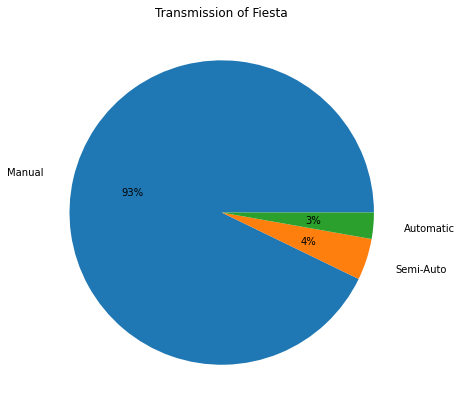 Transmission of Fiesta
Manual
93%
3%
Automatic
4%
Semi-Auto